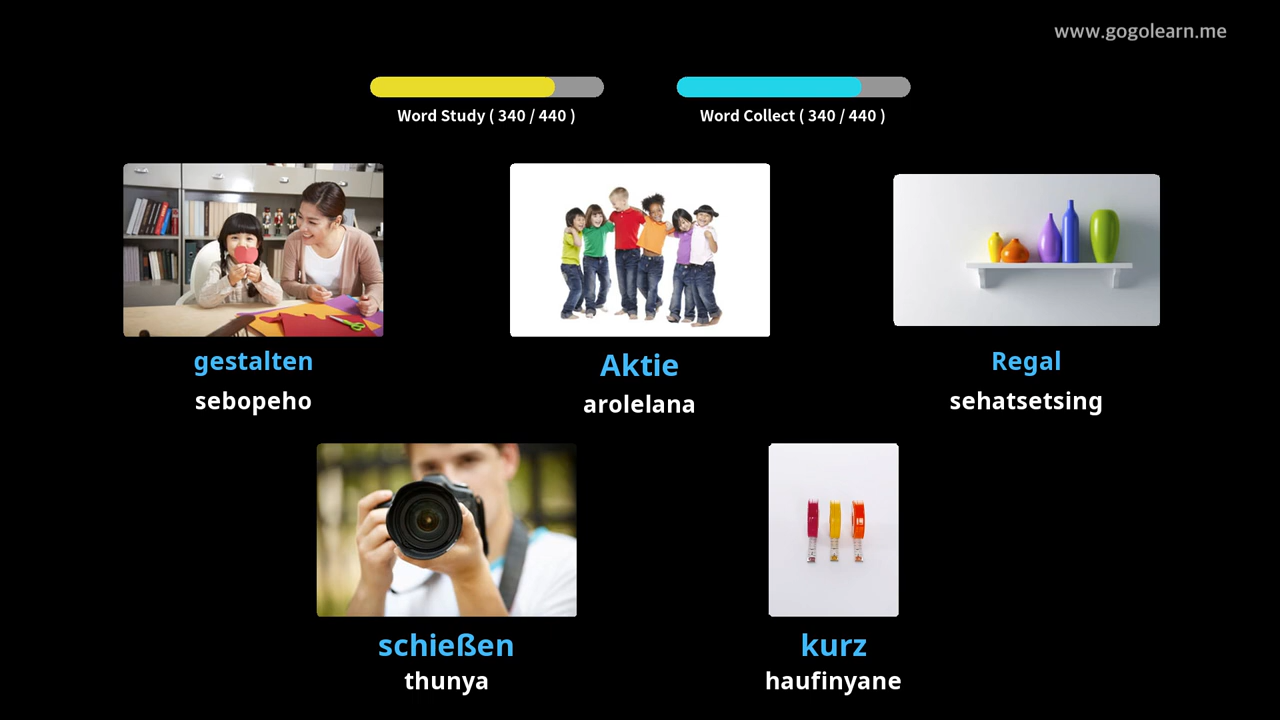 www.gogolearn.me
Word Study ( 340 / 440 )
Word Collect ( 340 / 440 )
gestalten
sebopeho
Aktie
arolelana
Regal
sehatsetsing
schießen
thunya
kurz
haufinyane